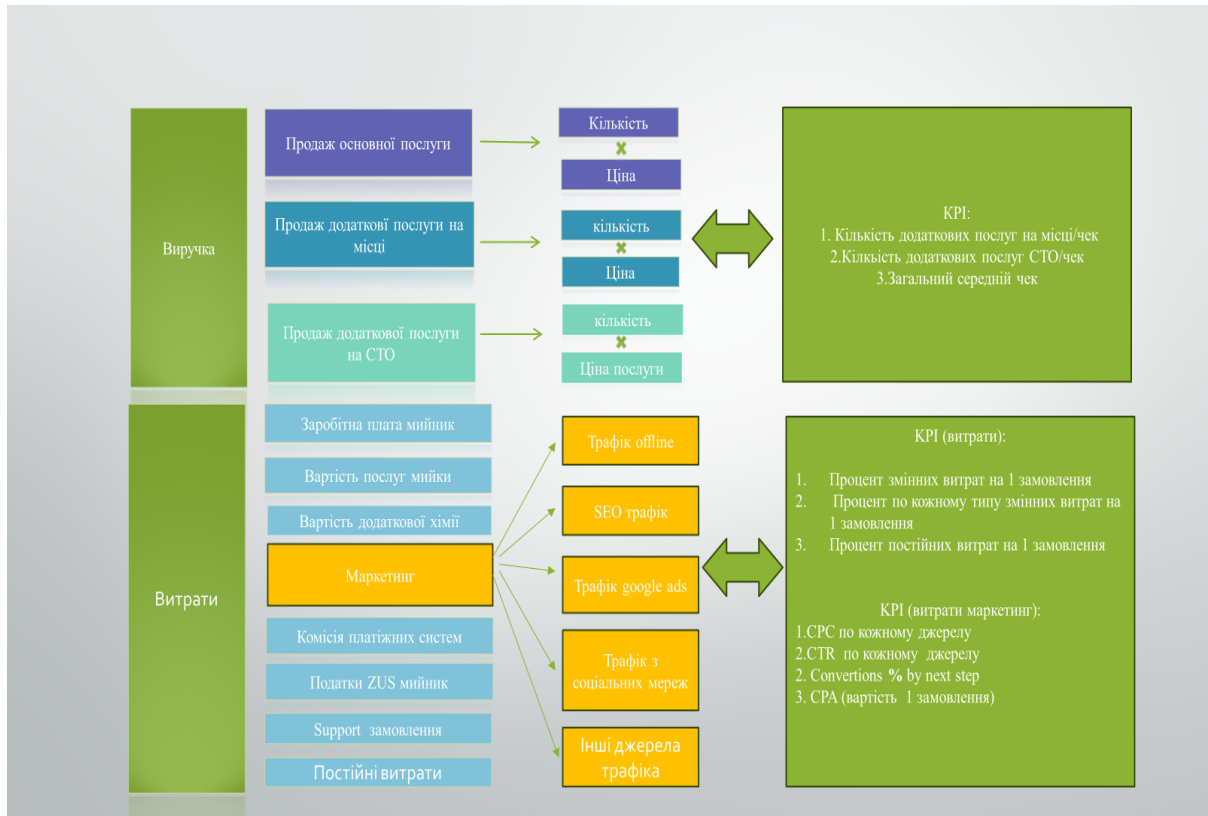 Виручка
Продаж основної послуги
Кількість
Ціна
Продаж додаткові послуги на
місці
кількість
Ціна
Продаж додаткової послуги
на СТО
кількість
Ціна послуги
КРІ:
1. Кількість додаткових послуг на місці/чек
2.Кілкьість додаткових послуг СТО/чек
3.Загальний середній чек
Витрати
Заробітна плата мийник
Вартість послуг мийки
Вартість додаткової хімії
Маркетинг
Комісія платіжних систем
Податки ZUS мийник
Support замовлення
Постійні витрати
Трафік offline
SEO трафік
Трафік google ads
Трафік з
соціальних мереж
Інші джерела
трафіка
KPI (витрати):
1. Процент змінних витрат на 1 замовлення
2. Процент по кожному типу змінних витрат на
1 замовлення
3. Процент постійних витрат на 1 замовлення
KPI (витрати маркетинг):
1.CPC по кожному джерелу
2.CTR по кожному джерелу
2. Convertions % by next step
3. CPA (вартість 1 замовлення)